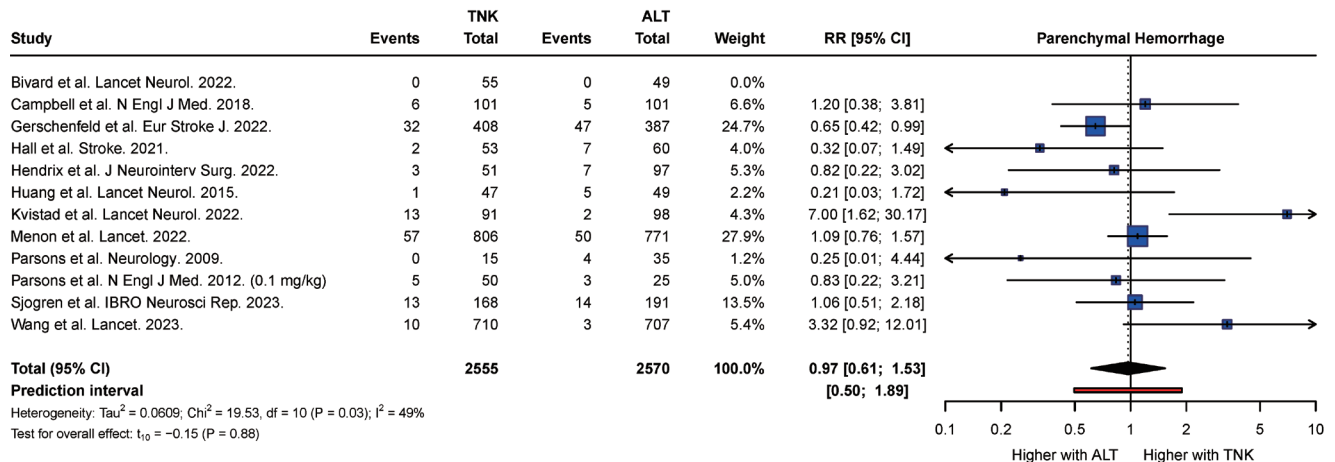 TNK ALT
Study Events Total Events Total Weight RR [95% CI] Parenchymal Hemorrhage
Bivard et al. Lancet Neurol. 2022. 0 55 0 49 0.0%
Campbell et al. N Engl J Med. 2018. 6 101 5 101 6.6% 1.20 [0.38; 3.81]
Gerschenfeld et al. Eur Stroke J. 2022. 32 408 47 387 24.7% 0.65 [0.42; 0.99]
Hall et al. Stroke. 2021. 2 53 7 60 4.0% 0.32 [0.07; 1.49]
Hendrix et al. J Neurointerv Surg. 2022. 3 51 7 97 5.3% 0.82 [0.22; 3.02]
Huang et al. Lancet Neurol. 2015. 1 47 5 49 2.2% 0.21 [0.03; 1.72]
Kvistad et al. Lancet Neurol. 2022. 13 91 2 98 4.3% 7.00 [1.62; 30.17]
Menon et al. Lancet. 2022. 57 806 50 771 27.9% 1.09 [0.76; 1.57]
Parsons et al. Neurology. 2009. 0 15 4 35 1.2% 0.25 [0.01; 4.44]
Parsons et al. N Engl J Med. 2012. (0.1 mg/kg) 5 50 3 25 5.0% 0.83 [0.22; 3.21]
Sjogren et al. IBRO Neurosci Rep. 2023. 13 168 14 191 13.5% 1.06 [0.51; 2.18]
Wang et al. Lancet. 2023. 10 710 3 707 5.4% 3.32 [0.92; 12.01]
Total (95% CI) 2555 2570 100.0% 0.97 [0.61; 1.53]
Prediction interval [0.50; 1.89]
Heterogeneity: Tau² = 0.0609; Chi² = 19.53, df = 10 (P = 0.03); I² = 49%
Test for overall effect: t₁₀ = −0.15 (P = 0.88)
0.1 0.5 1 2 10
Higher with ALT Higher with TNK